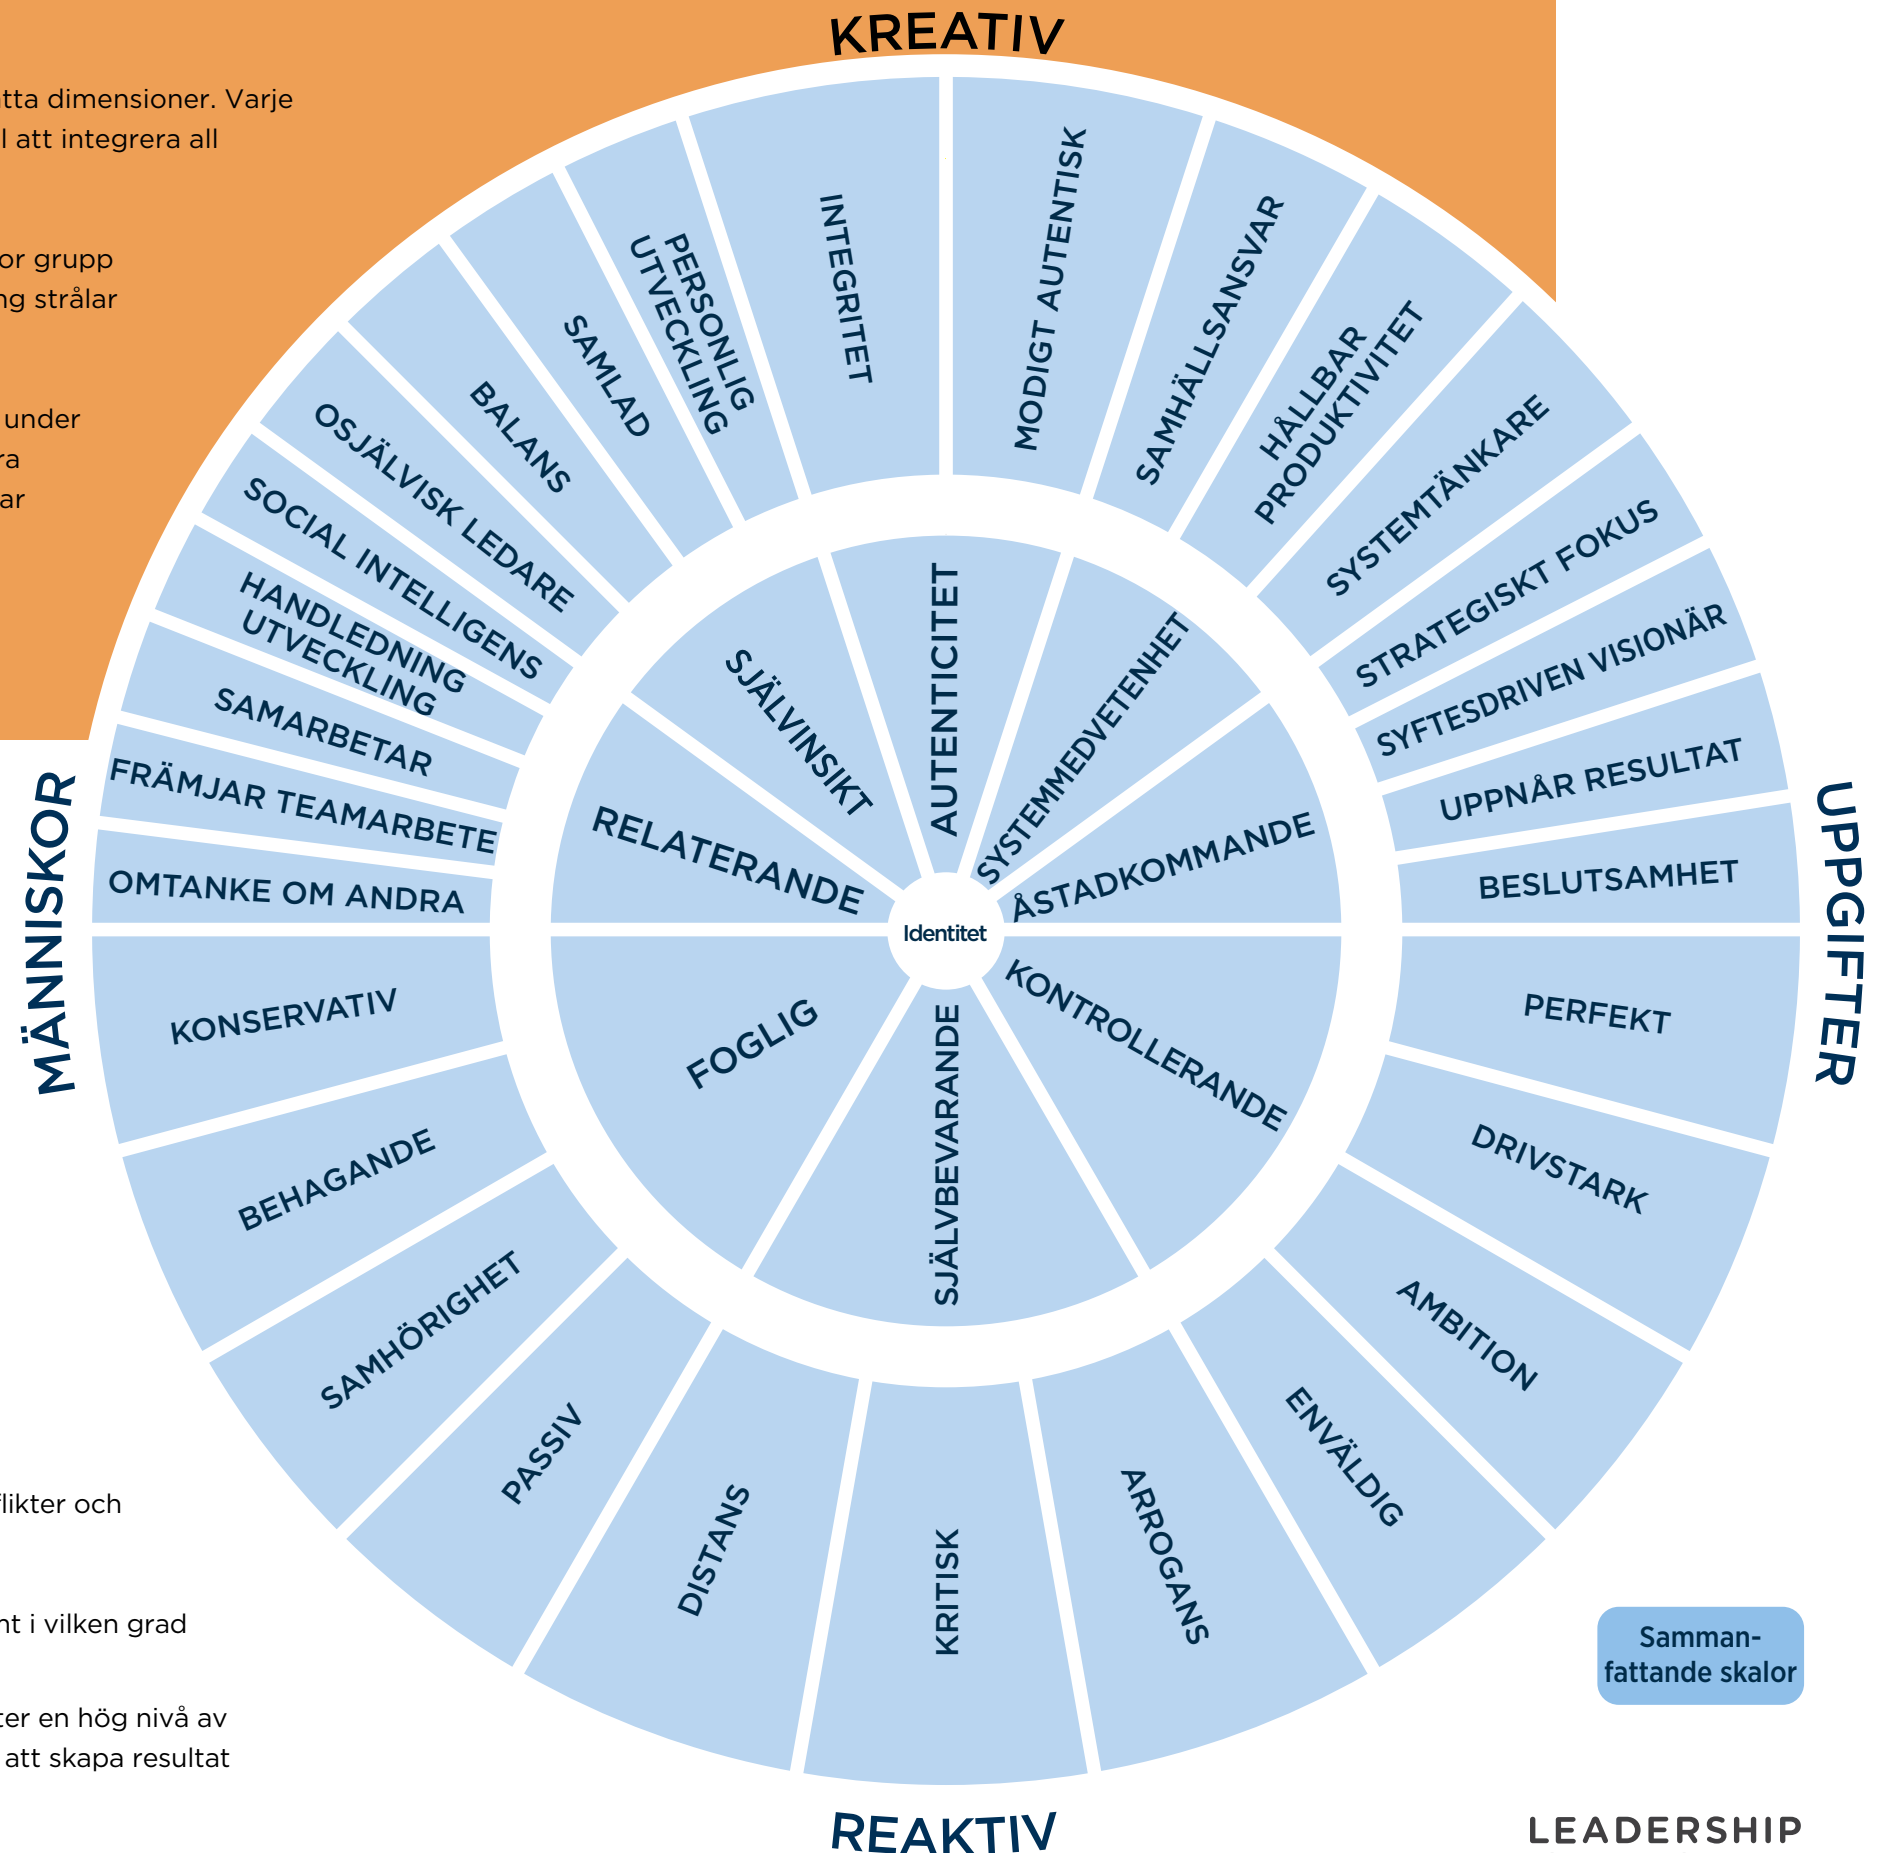 KREATIV
tta dimensioner. Varje
l att integrera all
or grupp
ng strålar
under
ra
ar
MODIGT AUTENTISK
SAMHÄLLSANSVAR
HÅLLBAR
PRODUKTIVITET
SYSTEMTÄNKARE
STRATEGISKT FOKUS
SYFTESDRIVEN VISIONÄR
UPPNÅR RESULTAT
BESLUTSAMHET
UPPGIFTER
PERFEKT
DRIVSTARK
AMBITION
ENVÄLDIG
ARROGANS
KRITISK
DISTANS
PASSIV
SAMHÖRIGHET
BEHAGANDE
KONSERVATIV
MÄNNISKOR
OMTANKE OM ANDRA
FRÄMJAR TEAMARBETE
SAMARBETAR
HANDLEDNING
UTVECKLING
SOCIAL INTELLIGENS
OSJÄLVISK LEDARE
BALANS
SAMLAD
PERSONLIG
UTVECKLING
INTEGRITET
RELATERANDE
SJÄLVINSIKT
AUTENTICITET
SYSTEMMEDVETENHET
ÅSTADKOMMANDE
KONTROLLERANDE
SJÄLVBEVARANDE
FOGLIG
Identitet
likter och
nt i vilken grad
ter en hög nivå av
att skapa resultat
Samman-
fattande skalor
REAKTIV
LEADERSHIP